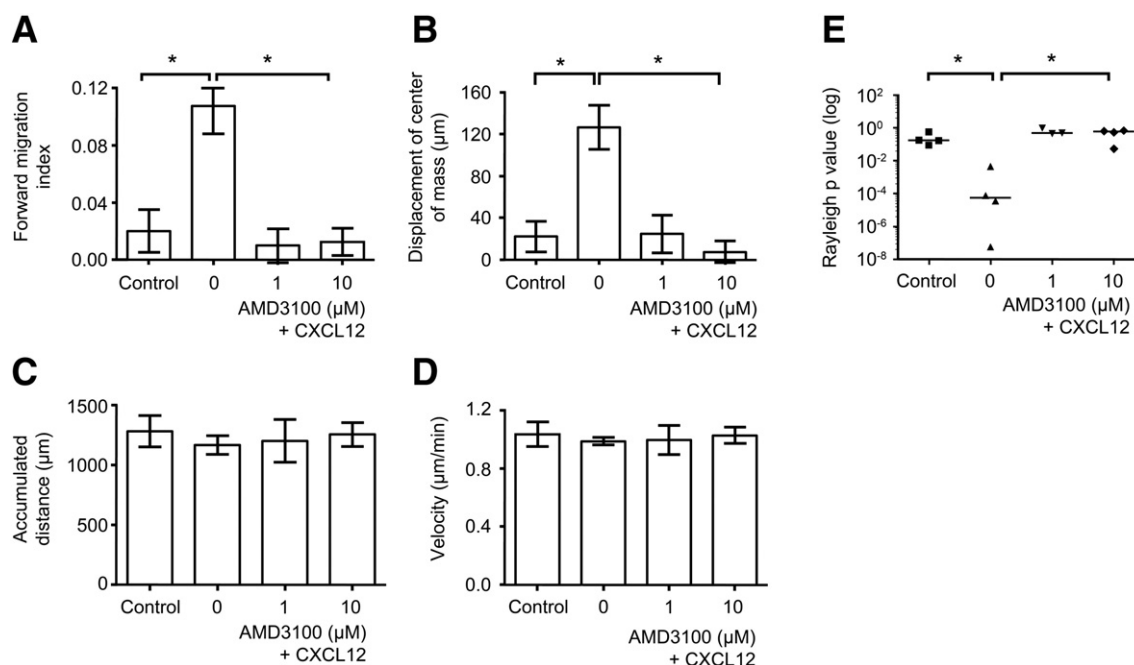 A
*
*
Forward migration
index
0.12
0.08
0.04
0.00
Control
0
1
10
AMD3100 (µM)
+ CXCL12
B
*
*
Displacement of center
of mass (µm)
160
120
80
40
0
Control
0
1
10
AMD3100 (µM)
+ CXCL12
E
*
*
Rayleigh p value (log)
10²
10⁰
10⁻²
10⁻⁴
10⁻⁶
10⁻⁸
Control
0
1
10
AMD3100 (µM)
+ CXCL12
C
Accumulated
distance (µm)
1500
1000
500
0
Control
0
1
10
AMD3100 (µM)
+ CXCL12
D
Velocity (µm/min)
1.2
0.8
0.4
0.0
Control
0
1
10
AMD3100 (µM)
+ CXCL12